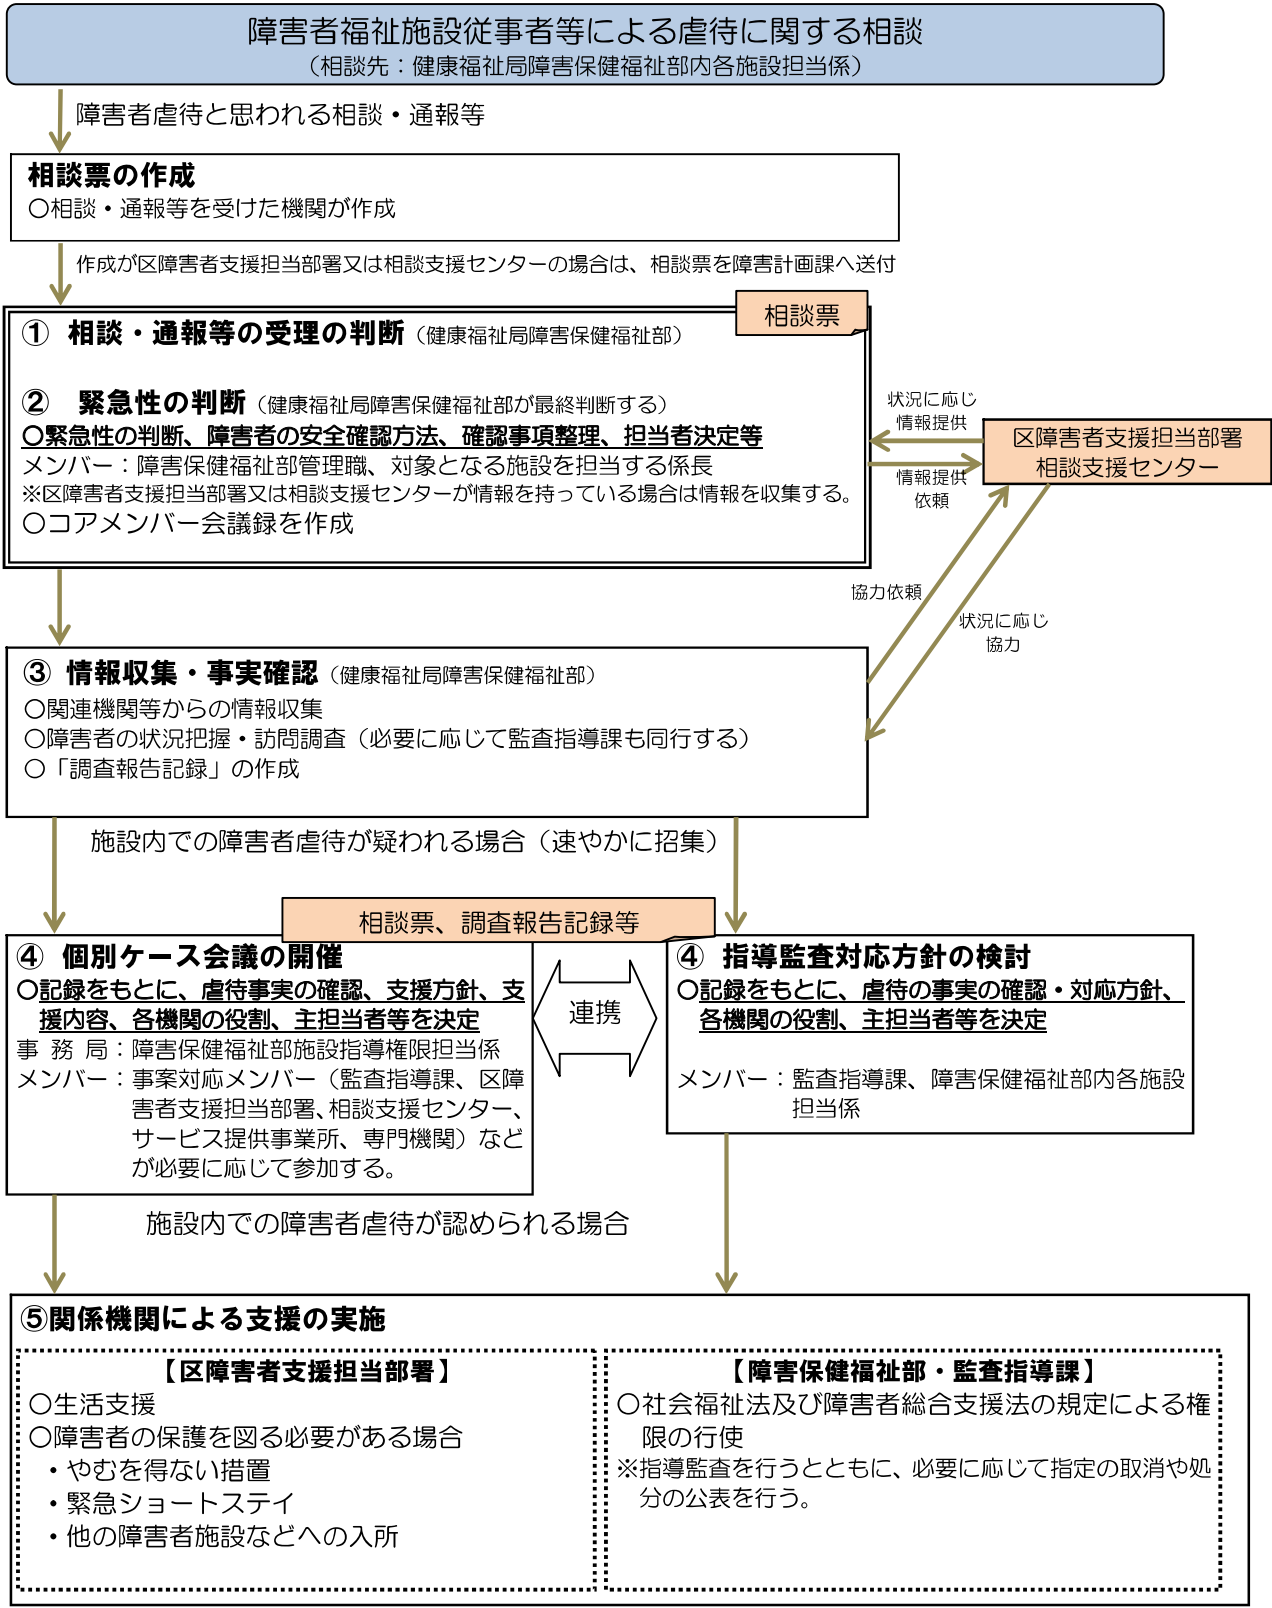 障害者福祉施設従事者等による虐待に関する相談
（相談先：健康福祉局障害保健福祉部内各施設担当係）
障害者虐待と思われる相談・通報等
相談票の作成
〇相談・通報等を受けた機関が作成
作成が区障害者支援担当部署又は相談支援センターの場合は、相談票を障害計画課へ送付
相談票
① 相談・通報等の受理の判断（健康福祉局障害保健福祉部）
② 緊急性の判断（健康福祉局障害保健福祉部が最終判断する）
〇緊急性の判断、障害者の安全確認方法、確認事項整理、担当者決定等
メンバー：障害保健福祉部管理職、対象となる施設を担当する係長
※区障害者支援担当部署又は相談支援センターが情報を持っている場合は情報を収集する。
〇コアメンバー会議録を作成
状況に応じ
情報提供
区障害者支援担当部署
相談支援センター
情報提供
依頼
協力依頼
状況に応じ
協力
③ 情報収集・事実確認（健康福祉局障害保健福祉部）
〇関連機関等からの情報収集
〇障害者の状況把握・訪問調査（必要に応じて監査指導課も同行する）
〇「調査報告記録」の作成
施設内での障害者虐待が疑われる場合（速やかに招集）
相談票、調査報告記録等
④ 個別ケース会議の開催
〇記録をもとに、虐待事実の確認、支援方針、支
援内容、各機関の役割、主担当者等を決定
事 務 局：障害保健福祉部施設指導権限担当係
メンバー：事案対応メンバー（監査指導課、区障
害者支援担当部署、相談支援センター、
サービス提供事業所、専門機関）など
が必要に応じて参加する。
連携
④ 指導監査対応方針の検討
〇記録をもとに、虐待の事実の確認・対応方針、
各機関の役割、主担当者等を決定
メンバー：監査指導課、障害保健福祉部内各施設
担当係
施設内での障害者虐待が認められる場合
⑤関係機関による支援の実施
【区障害者支援担当部署】
〇生活支援
〇障害者の保護を図る必要がある場合
・やむを得ない措置
・緊急ショートステイ
・他の障害者施設などへの入所
【障害保健福祉部・監査指導課】
〇社会福祉法及び障害者総合支援法の規定による権
限の行使
※指導監査を行うとともに、必要に応じて指定の取消や処
分の公表を行う。